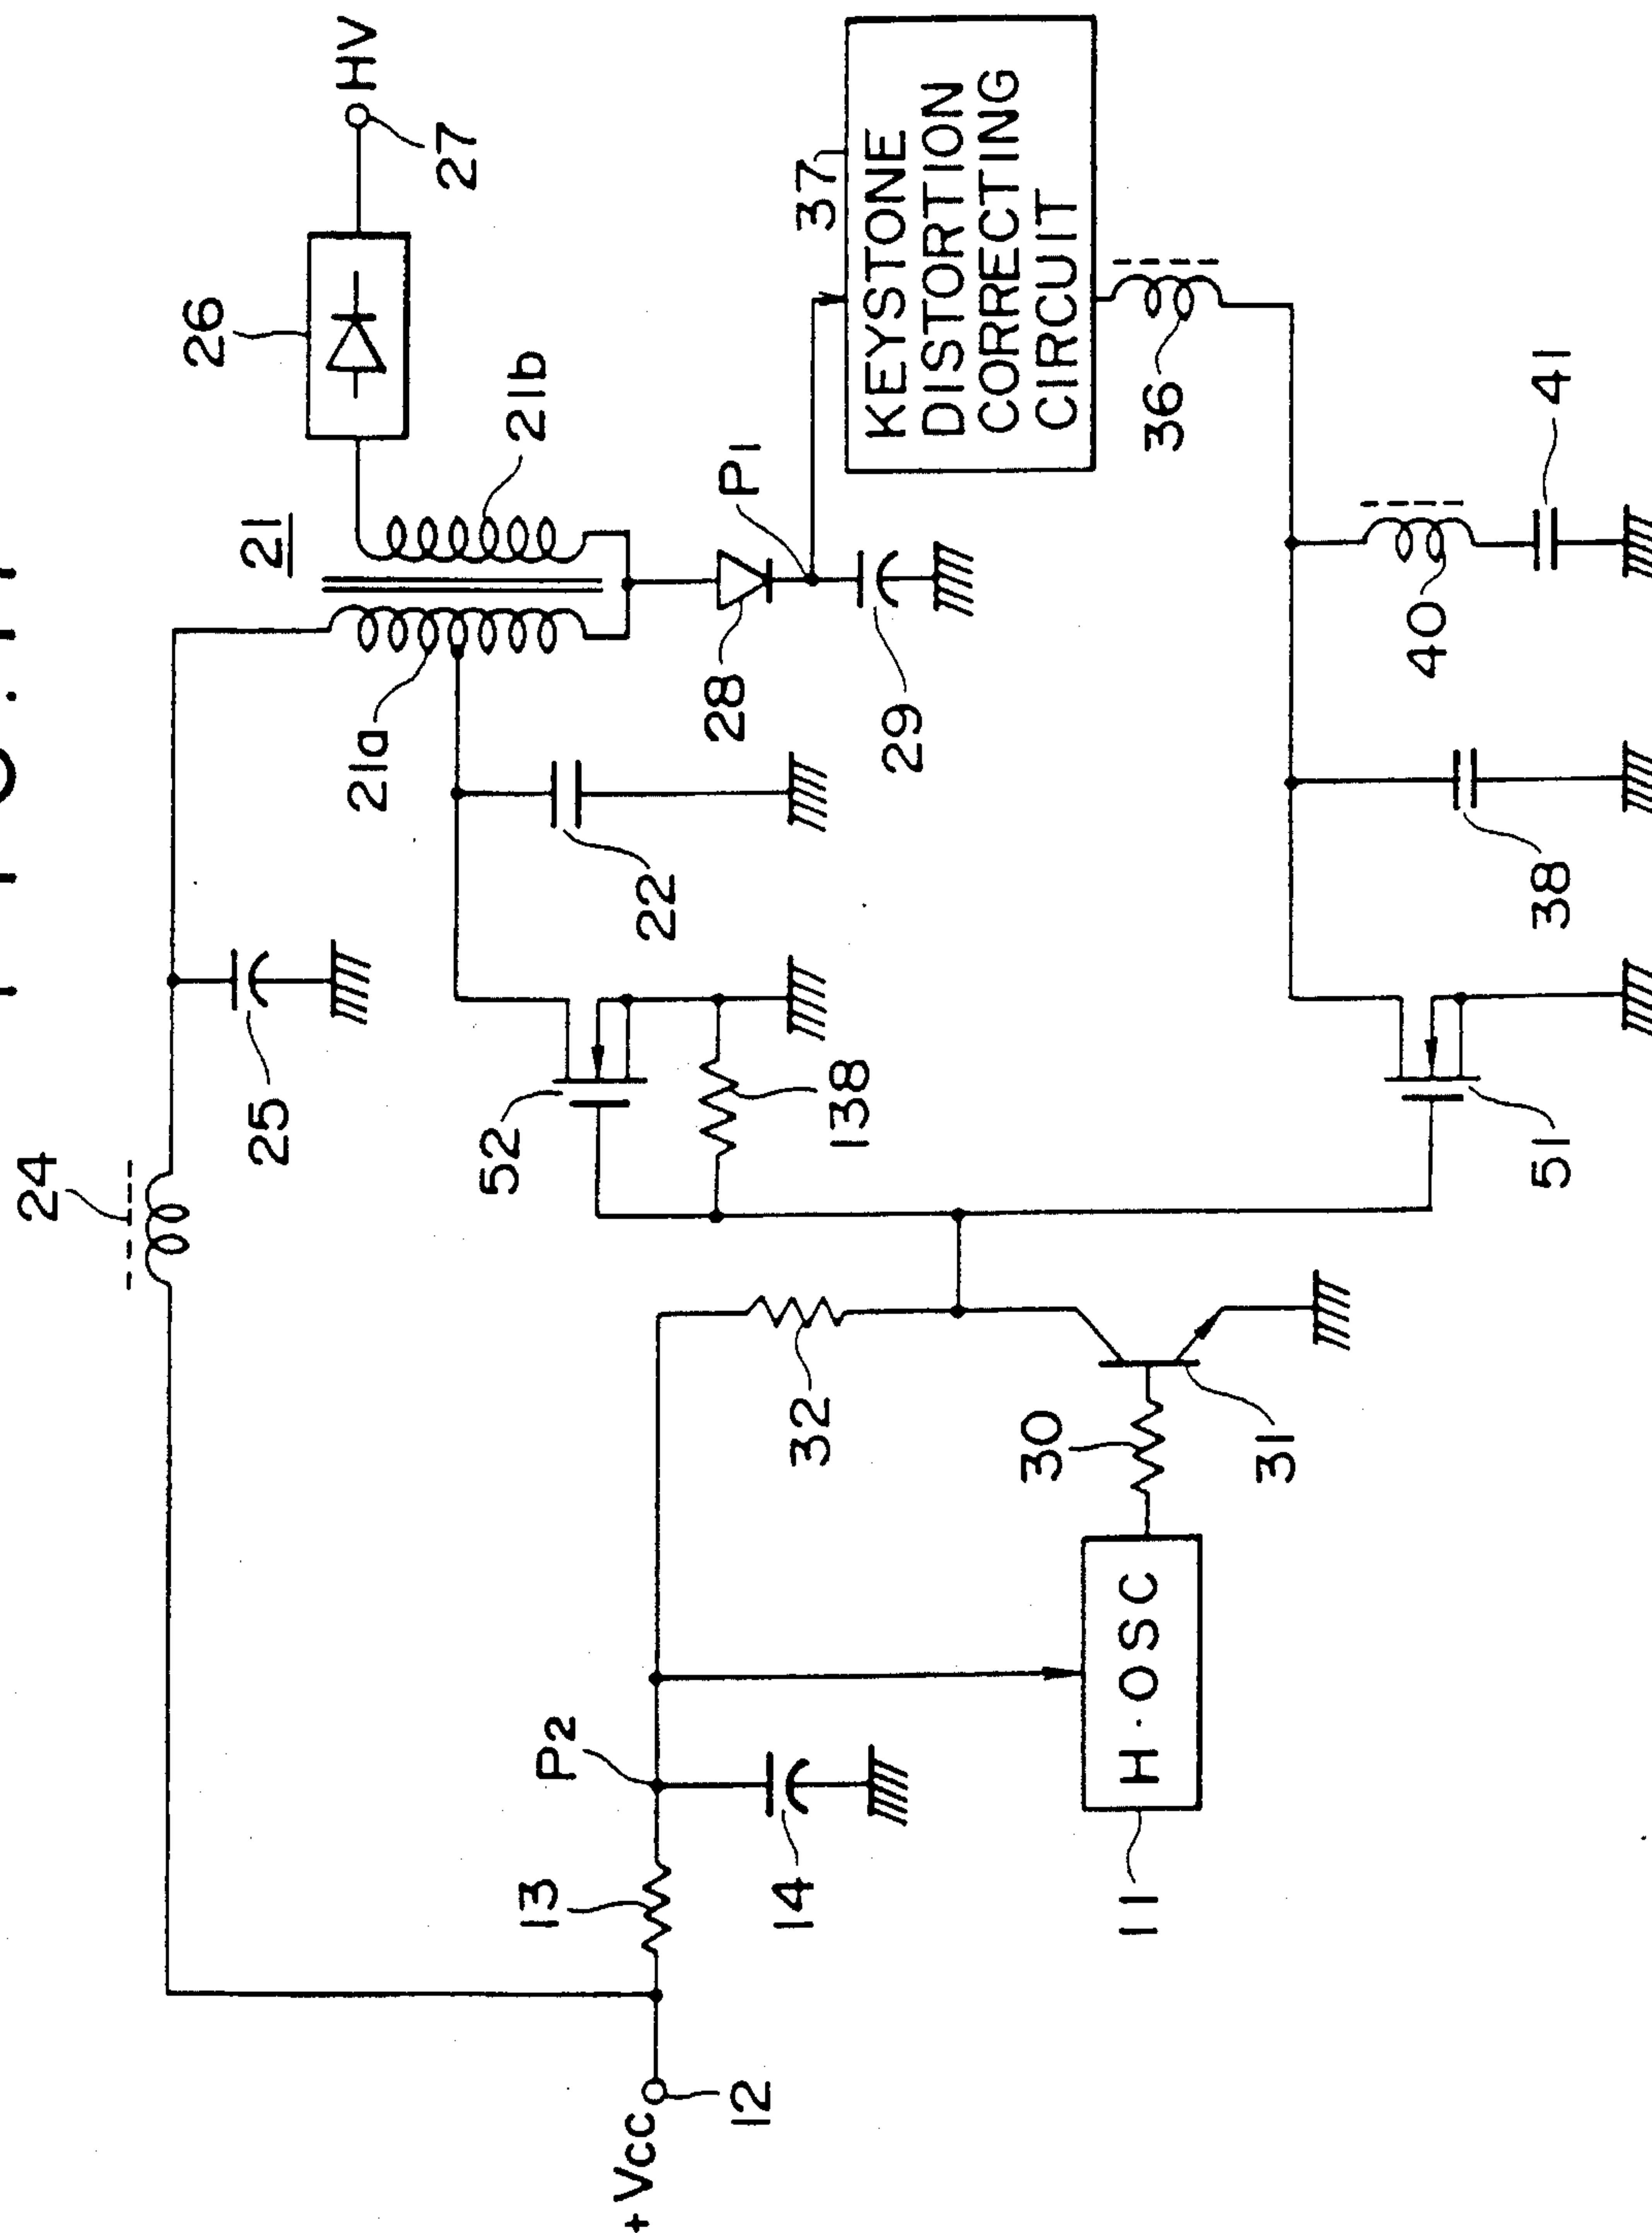 24
26
21
25
HV
21a
27
52
21b
13
P2
+ Vcc
22
28
P1
12
14
32
37
138
KEYSTONE
DISTORTION
CORRECTING
CIRCUIT
29
30
11
H·OSC
36
31
40
51
38
41